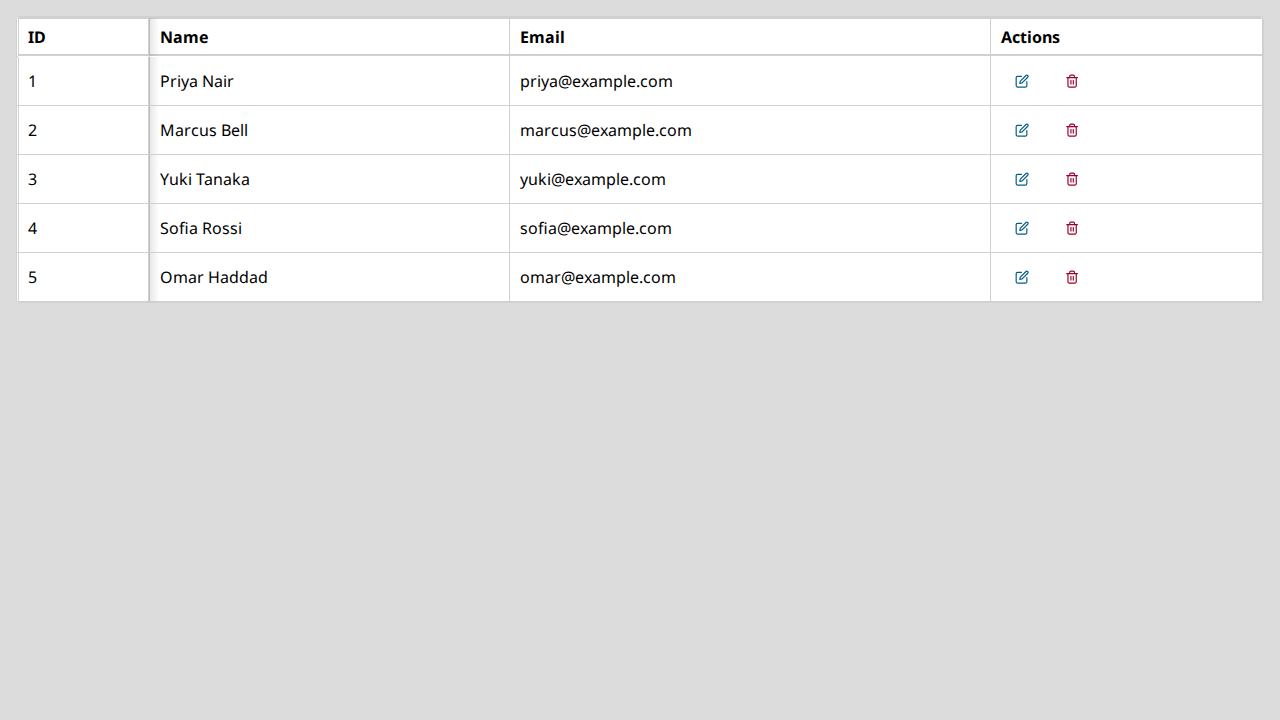 ID Name Email Actions
1 Priya Nair priya@example.com
2 Marcus Bell marcus@example.com
3 Yuki Tanaka yuki@example.com
4 Sofia Rossi sofia@example.com
5 Omar Haddad omar@example.com